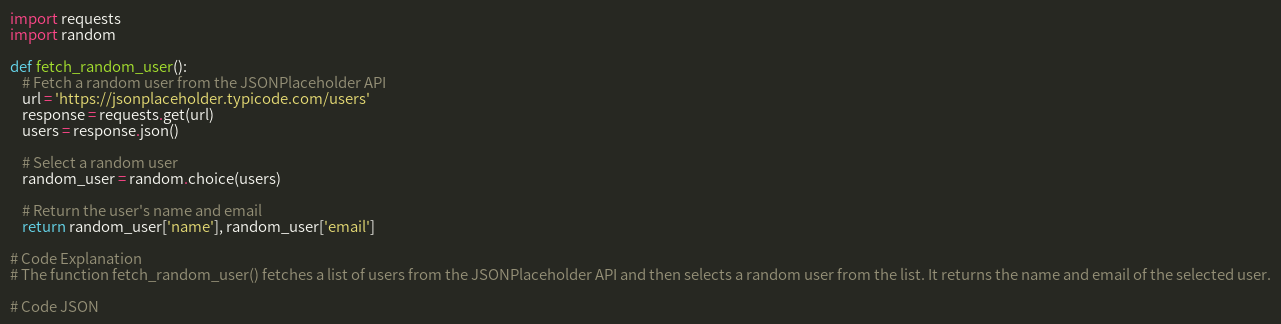 import requests
import random
def fetch_random_user():
# Fetch a random user from the JSONPlaceholder API
url = 'https://jsonplaceholder.typicode.com/users'
response = requests.get(url)
users = response.json()
# Select a random user
random_user = random.choice(users)
# Return the user's name and email
return random_user['name'], random_user['email']
# Code Explanation
# The function fetch_random_user() fetches a list of users from the JSONPlaceholder API and then selects a random user from the list. It returns the name and email of the selected user.
# Code JSON